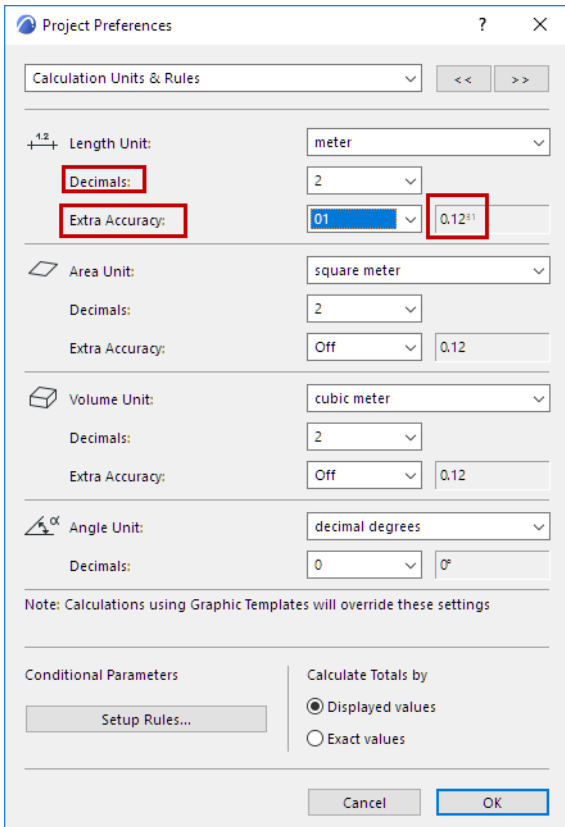 Project Preferences ? ✕
Calculation Units & Rules << >>
1.2 Length Unit: meter
Decimals: 2
Extra Accuracy: 01 0.12³¹
Area Unit: square meter
Decimals: 2
Extra Accuracy: Off 0.12
Volume Unit: cubic meter
Decimals: 2
Extra Accuracy: Off 0.12
α Angle Unit: decimal degrees
Decimals: 0 0°
Note: Calculations using Graphic Templates will override these settings
Conditional Parameters Calculate Totals by
Setup Rules... Displayed values
Exact values
Cancel OK